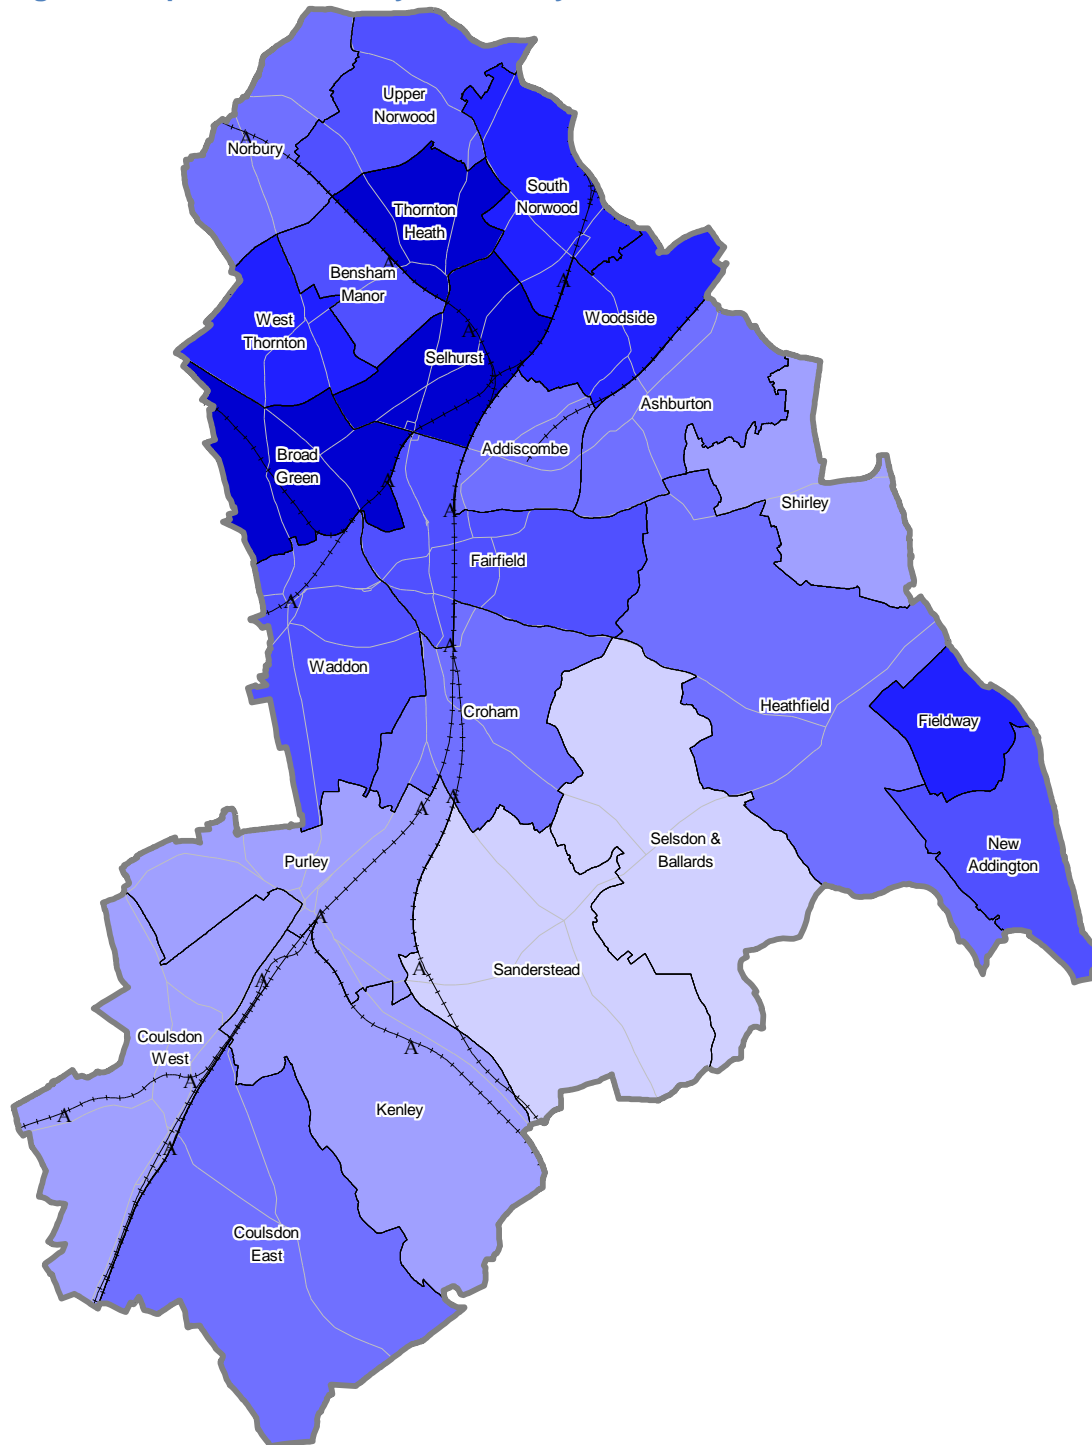 Upper
Norwood
Norbury
A
South
Norwood
Thornton
Heath
A
Bensham
Manor
A
West
Thornton
Woodside
A
Selhurst
Ashburton
Addiscombe
Broad
Green
A
A
Shirley
Fairfield
A
A
Waddon
Heathfield
Croham
Fieldway
A
A
Selsdon &
Ballards
New
Addington
Purley
A
A
A
Sanderstead
Coulsdon
West
A
A
A
Kenley
A
Coulsdon
East